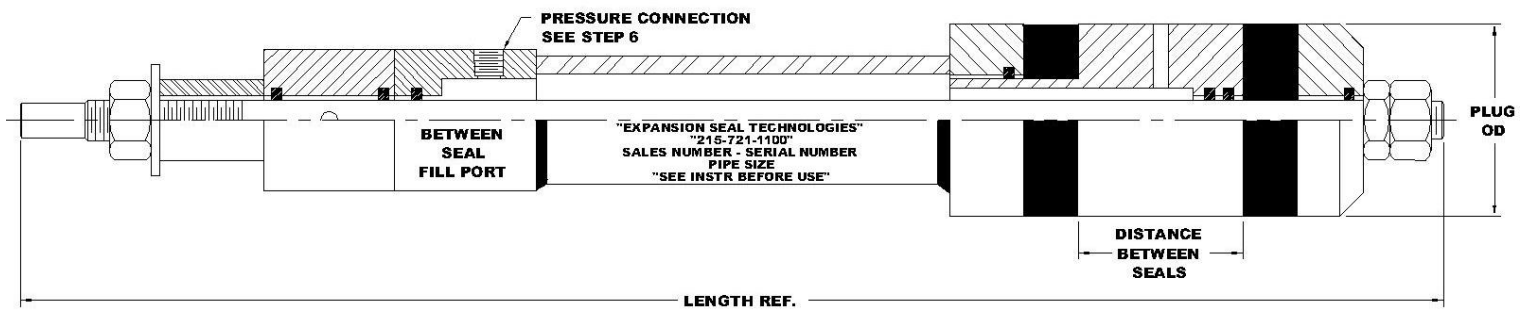 PRESSURE CONNECTION
SEE STEP 6
BETWEEN
SEAL
FILL PORT
"EXPANSION SEAL TECHNOLOGIES"
"215-721-1100"
SALES NUMBER - SERIAL NUMBER
PIPE SIZE
"SEE INSTR BEFORE USE"
PLUG
OD
DISTANCE
BETWEEN
SEALS
LENGTH REF.